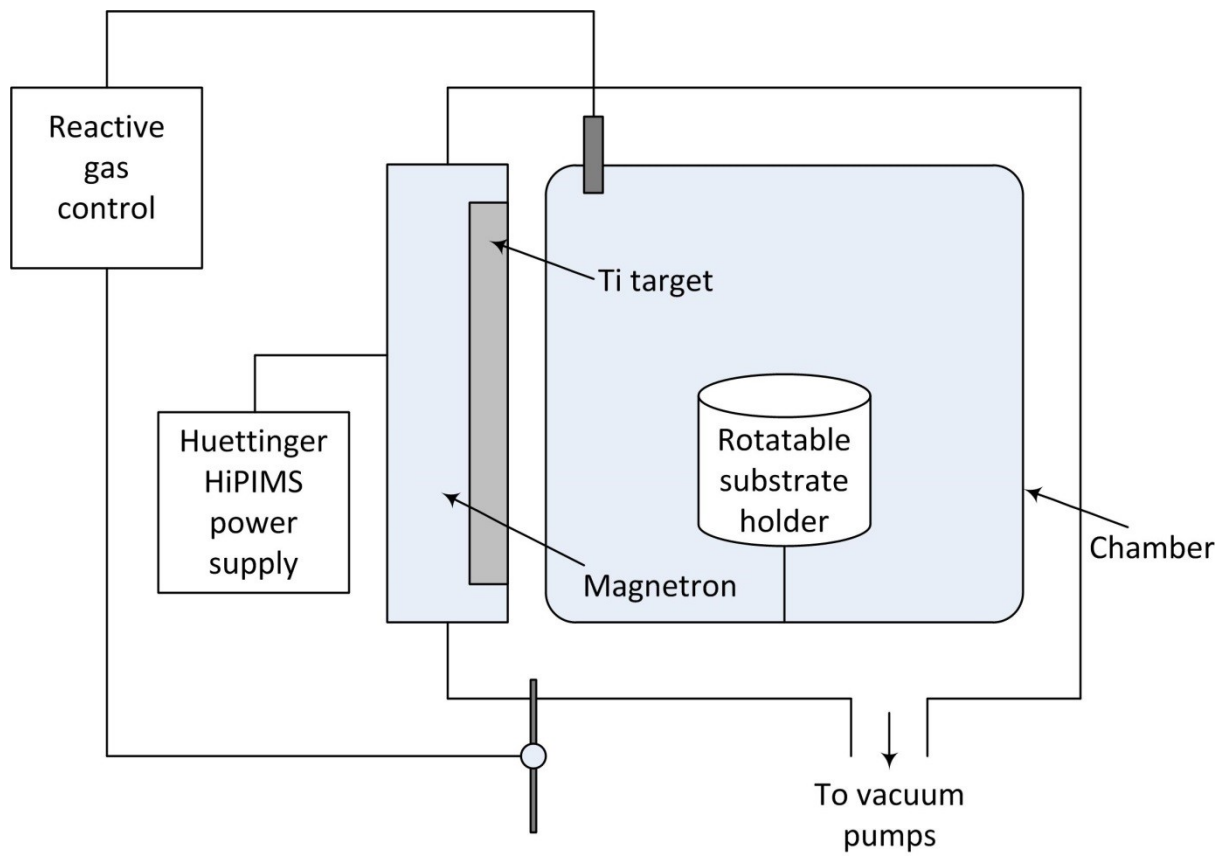 Reactive
gas
control
Ti target
Huettinger
HiPIMS
power
supply
Rotatable
substrate
holder
Magnetron
Chamber
To vacuum
pumps